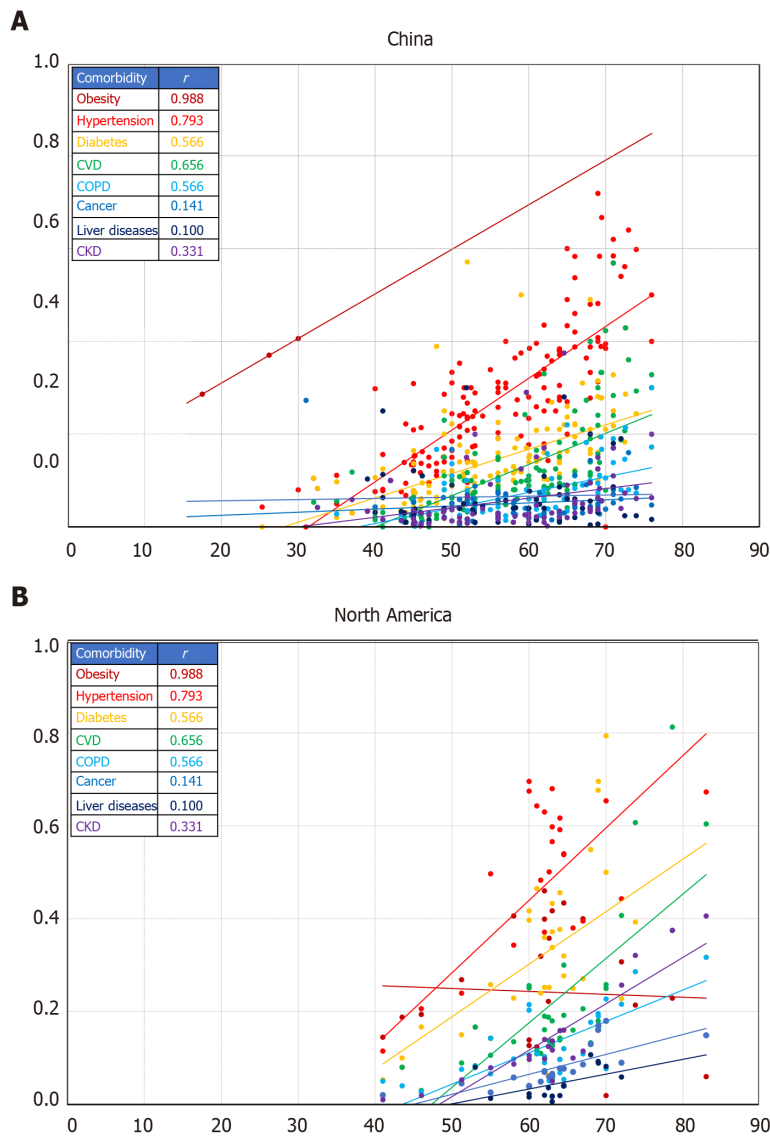 A
China
1.0
Comorbidity r
Obesity 0.988
Hypertension 0.793
Diabetes 0.566
CVD 0.656
COPD 0.566
Cancer 0.141
Liver diseases 0.100
CKD 0.331
0.8
0.6
0.4
0.2
0.0
0 10 20 30 40 50 60 70 80 90
B
North America
1.0
Comorbidity r
Obesity 0.988
Hypertension 0.793
Diabetes 0.566
CVD 0.656
COPD 0.566
Cancer 0.141
Liver diseases 0.100
CKD 0.331
0.8
0.6
0.4
0.2
0.0
0 10 20 30 40 50 60 70 80 90